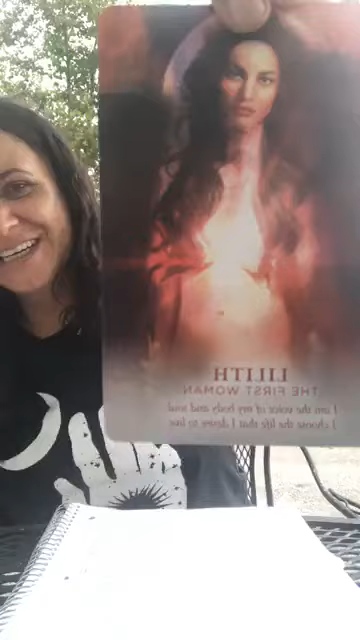 LILITH
THE FIRST WOMAN
I am the voice of my body and soul
I choose the life that I desire to live